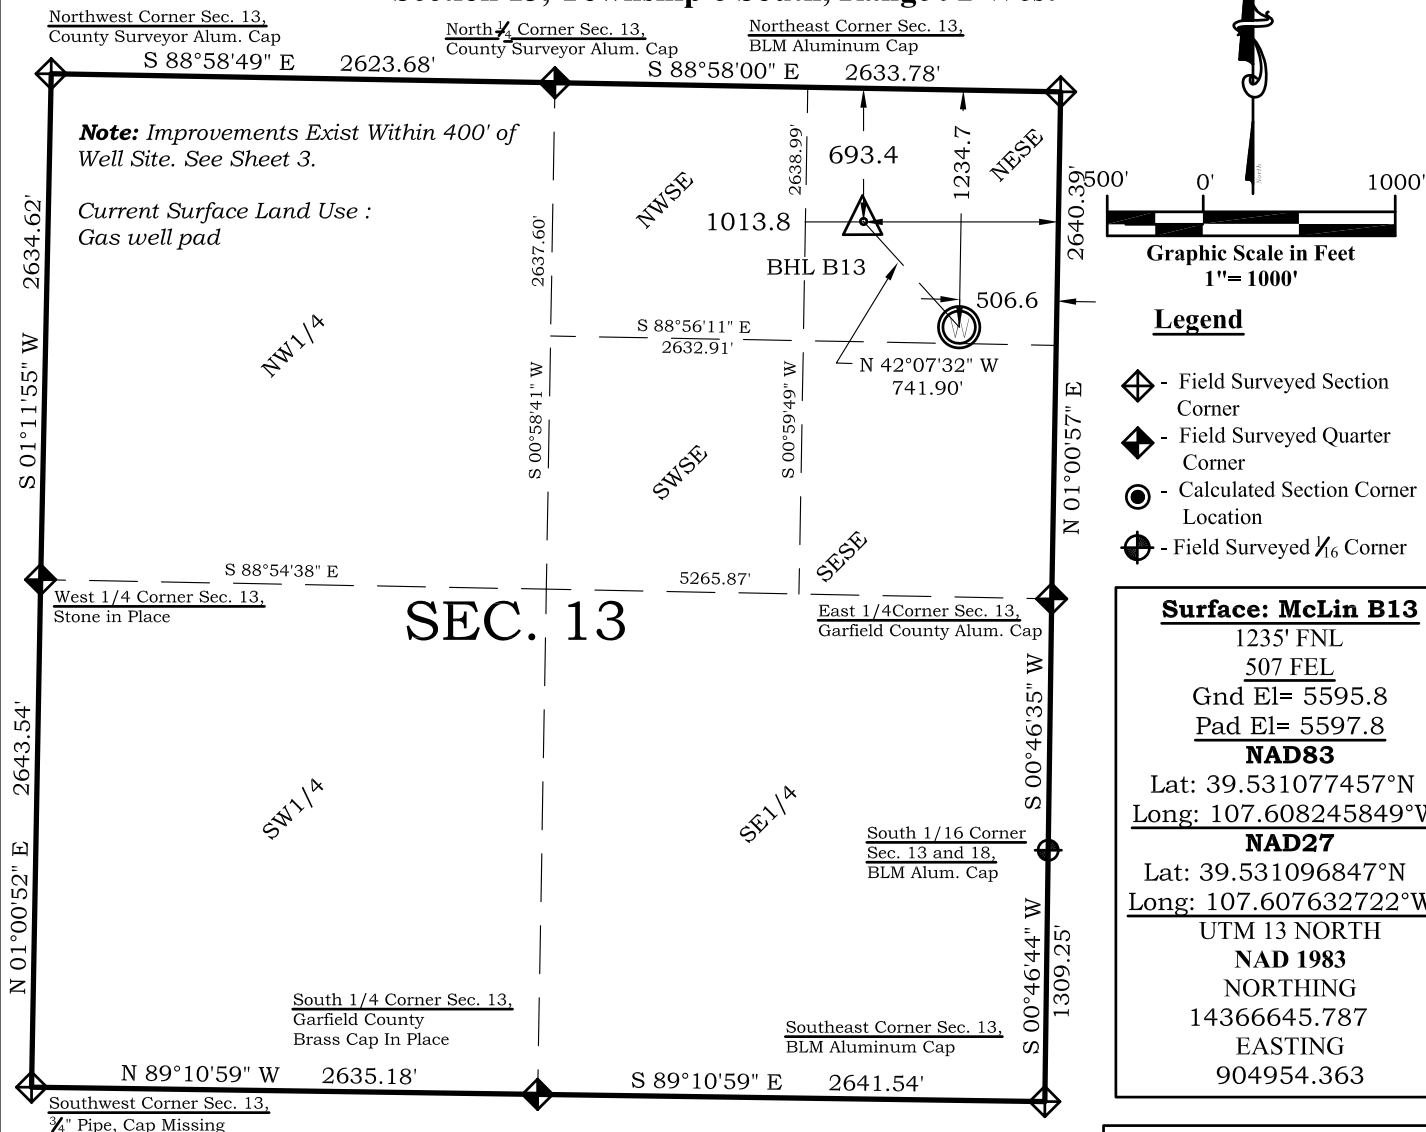 Northwest Corner Sec. 13,
County Surveyor Alum. Cap
North 1/4 Corner Sec. 13,
County Surveyor Alum. Cap
Northeast Corner Sec. 13,
BLM Aluminum Cap
S 88°58'49" E 2623.68'
S 88°58'00" E 2633.78'
Note: Improvements Exist Within 400' of
Well Site. See Sheet 3.
Current Surface Land Use :
Gas well pad
2634.62'
S 01°11'55" W
NW1/4
2637.60'
S 00°58'41" W
NWSE
2638.99'
S 00°59'49" W
693.4
1234.7
NESE
1013.8
BHL B13
506.6
W
2640.39'
N 01°00'57" E
S 88°56'11" E
2632.91'
N 42°07'32" W
741.90'
SWSE
SESE
S 88°54'38" E
5265.87'
West 1/4 Corner Sec. 13,
Stone in Place
SEC. 13
East 1/4Corner Sec. 13,
Garfield County Alum. Cap
2643.54'
N 01°00'52" E
SW1/4
SE1/4
S 00°46'35" W
South 1/16 Corner
Sec. 13 and 18,
BLM Alum. Cap
S 00°46'44" W
1309.25'
South 1/4 Corner Sec. 13,
Garfield County
Brass Cap In Place
Southeast Corner Sec. 13,
BLM Aluminum Cap
N 89°10'59" W 2635.18'
S 89°10'59" E 2641.54'
Southwest Corner Sec. 13,
3/4" Pipe, Cap Missing
North
500' 0' 1000'
Graphic Scale in Feet
1"= 1000'
Legend
- Field Surveyed Section
Corner
- Field Surveyed Quarter
Corner
- Calculated Section Corner
Location
- Field Surveyed 1/16 Corner
Surface: McLin B13
1235' FNL
507 FEL
Gnd El= 5595.8
Pad El= 5597.8
NAD83
Lat: 39.531077457°N
Long: 107.608245849°W
NAD27
Lat: 39.531096847°N
Long: 107.607632722°W
UTM 13 NORTH
NAD 1983
NORTHING
14366645.787
EASTING
904954.363